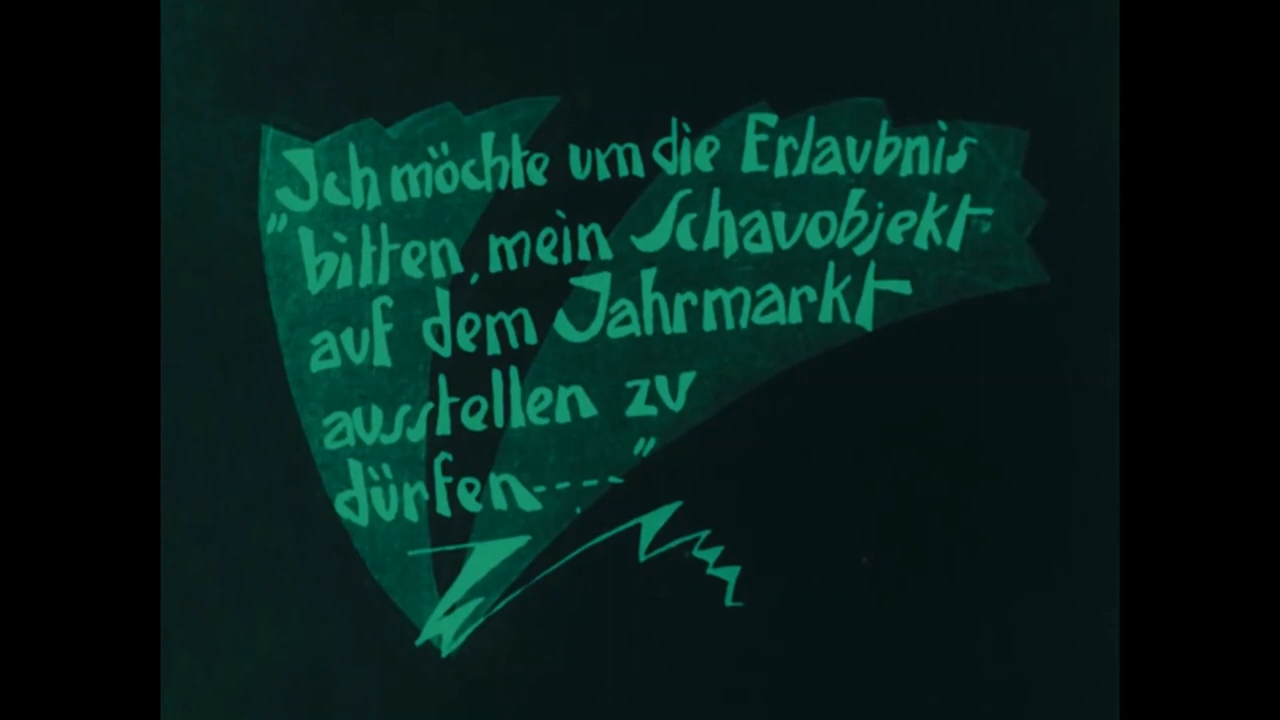 „Ich möchte um die Erlaubnis
bitten, mein Schauobjekt
auf dem Jahrmarkt
ausstellen zu
dürfen-----"